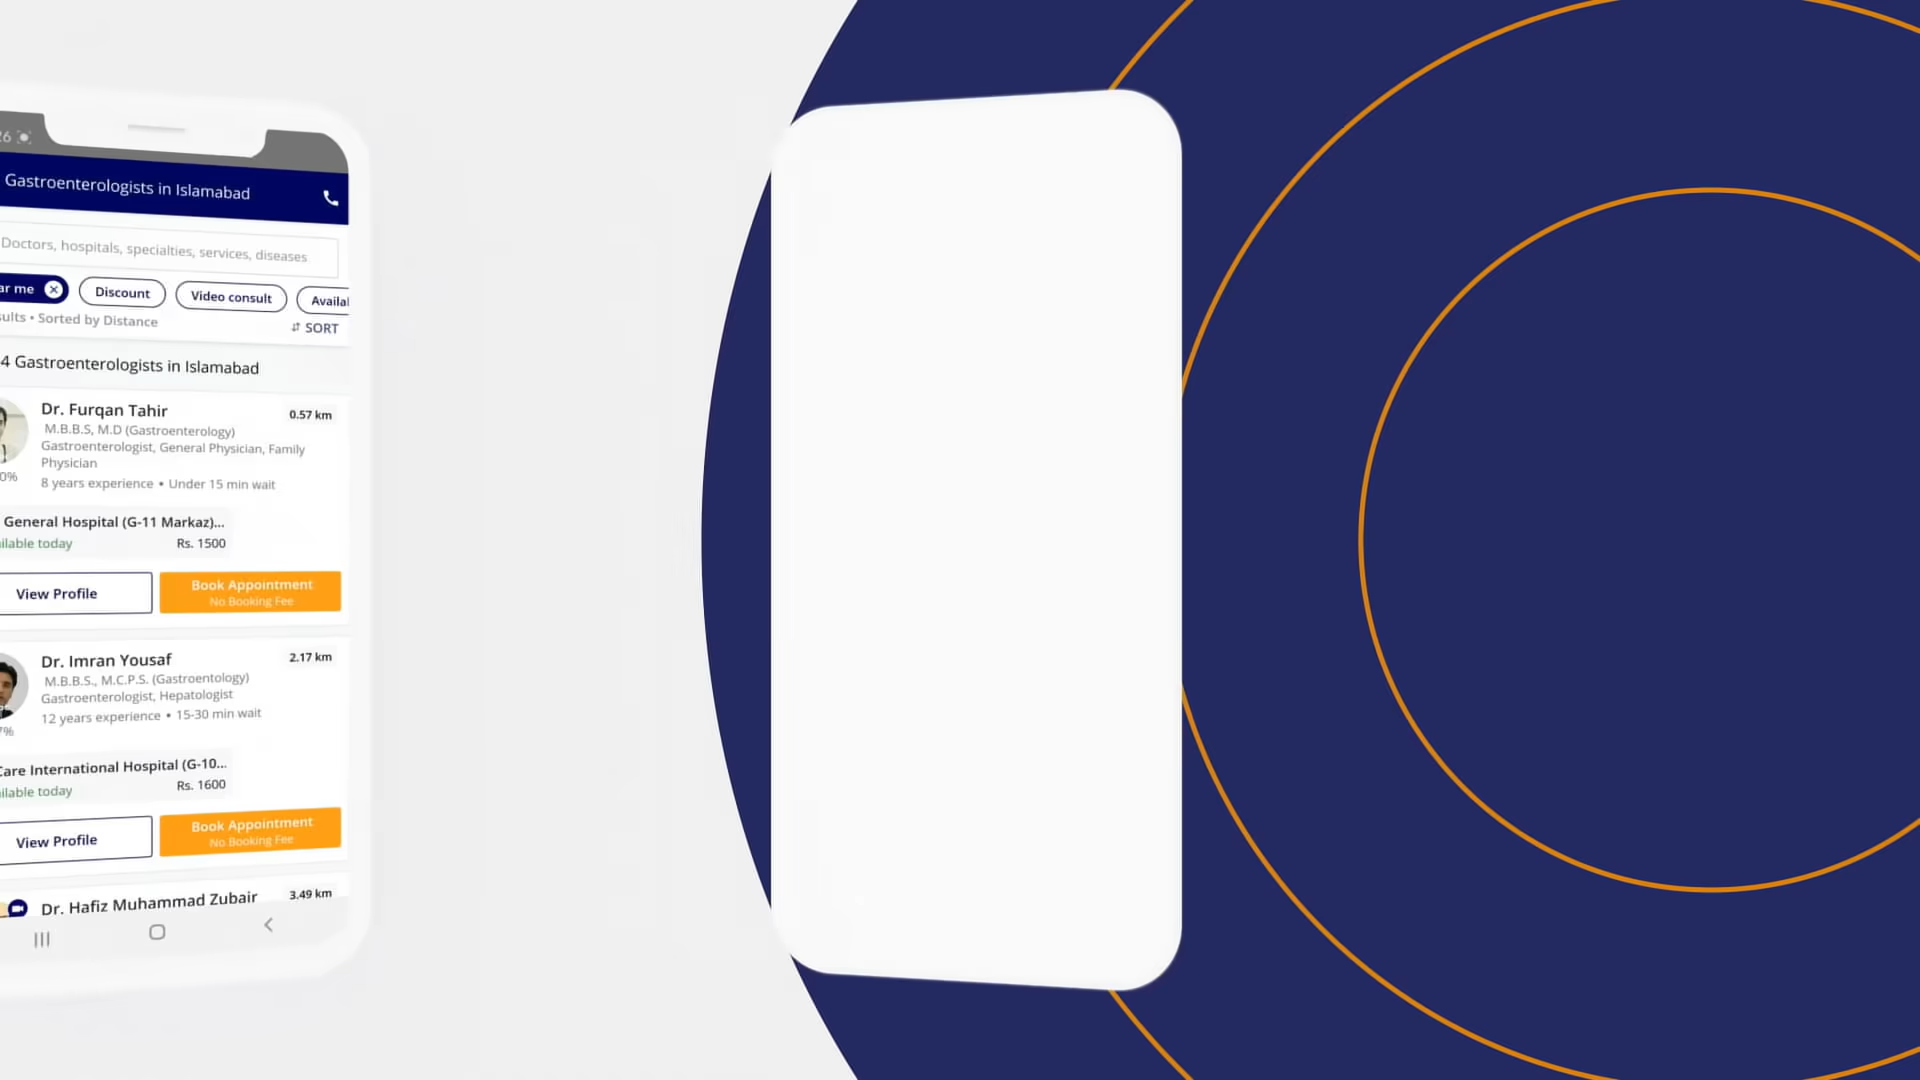 Gastroenterologists in Islamabad
Doctors, hospitals, specialties, services, diseases
me Discount Video consult
• Sorted by Distance
SORT
4 Gastroenterologists in Islamabad
Dr. Furqan Tahir 0.57 km
M.B.B.S, M.D (Gastroenterology)
Gastroenterologist, General Physician, Family
Physician
8 years experience • Under 15 min wait
General Hospital (G-11 Markaz)...
today Rs. 1500
View Profile
Book Appointment
No Booking Fee
Dr. Imran Yousaf 2.17 km
M.B.B.S., M.C.P.S. (Gastroentology)
Gastroenterologist, Hepatologist
12 years experience • 15-30 min wait
Care International Hospital (G-10...
today Rs. 1600
View Profile
Book Appointment
No Booking Fee
Dr. Hafiz Muhammad Zubair 3.49 km